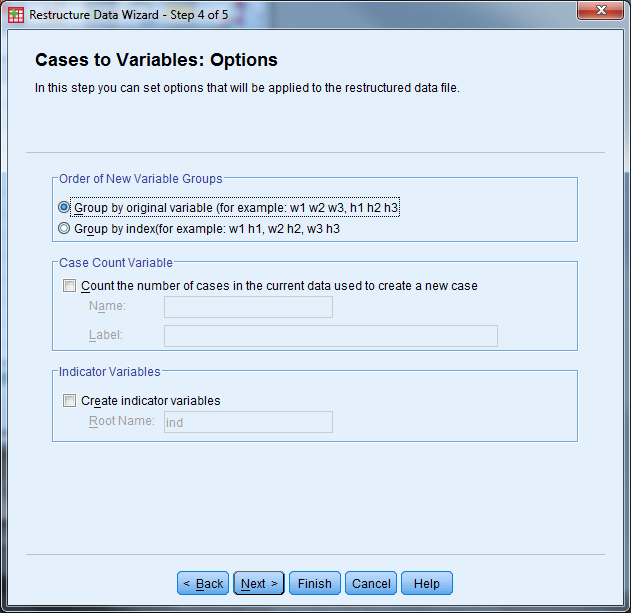 Restructure Data Wizard - Step 4 of 5
Cases to Variables: Options
In this step you can set options that will be applied to the restructured data file.
Order of New Variable Groups
Group by original variable (for example: w1 w2 w3, h1 h2 h3
Group by index(for example: w1 h1, w2 h2, w3 h3
Case Count Variable
Count the number of cases in the current data used to create a new case
Name:
Label:
Indicator Variables
Create indicator variables
Root Name: ind
< Back Next > Finish Cancel Help